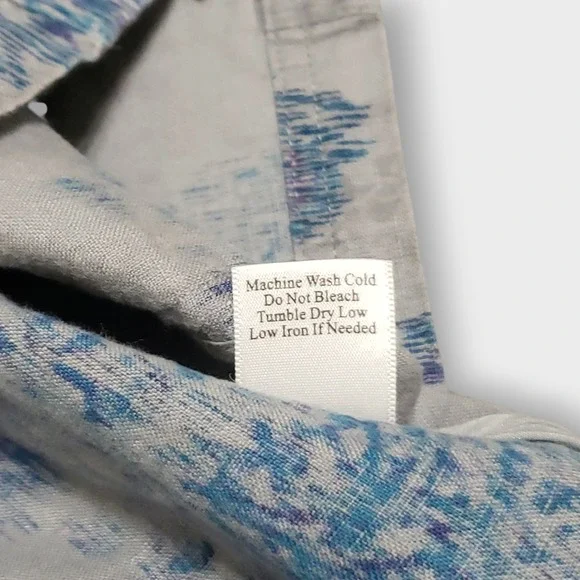 Machine Wash Cold
Do Not Bleach
Tumble Dry Low
Low Iron If Needed